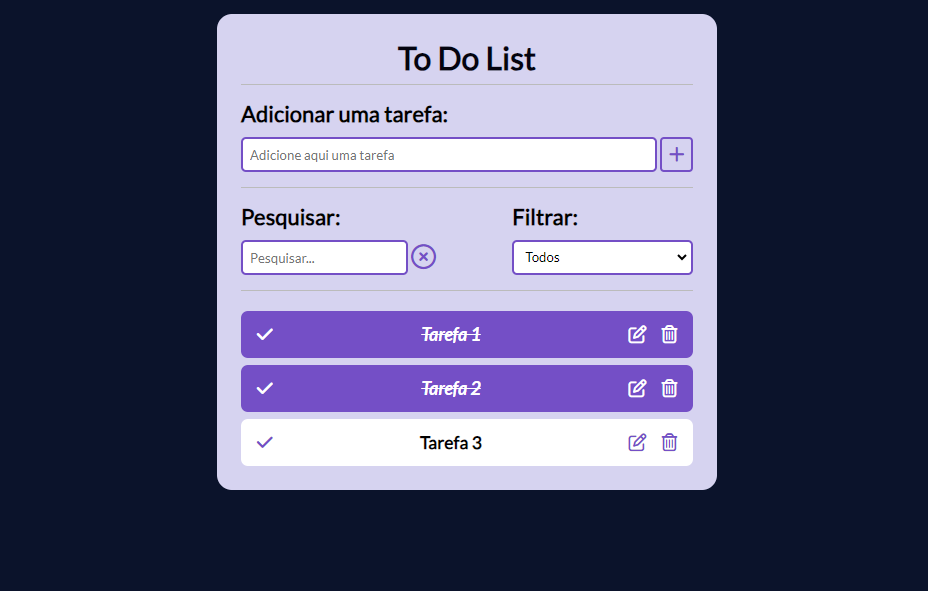 To Do List
Adicionar uma tarefa:
Adicione aqui uma tarefa
Pesquisar:
Filtrar:
Pesquisar...
Todos
Tarefa 1
Tarefa 2
Tarefa 3